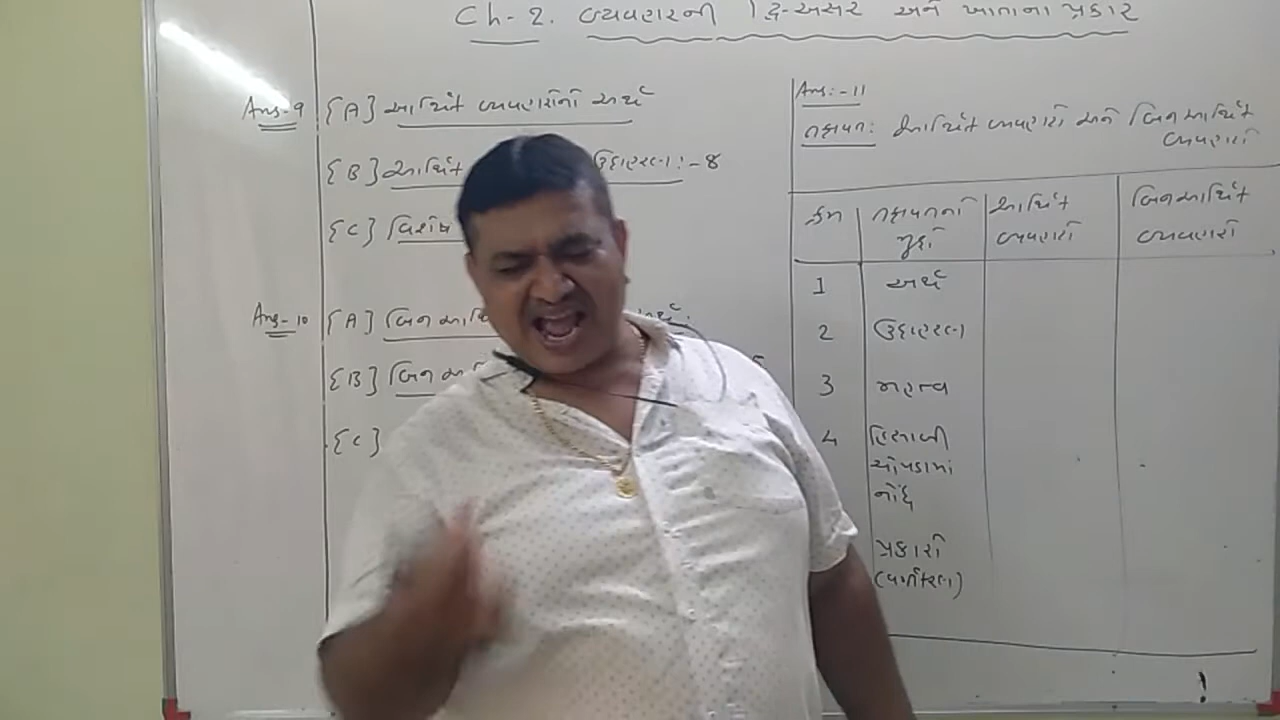 Ch-2. વ્યવહારની દ્વિ-અસર અને ખાતાના પ્રકાર
Ans-9 {A} આર્થિક વ્યવહારોનો અર્થ
{B} આર્થિક ઉદાહરણ:-8
{C} વિશેષ
Ans-10 {A} બિન આર્થિ અર્થ.
{B} બિન આ
{C}
Ans:-11
તફાવત: આર્થિક વ્યવહારો અને બિનઆર્થિક
વ્યવહારો
ક્રમ તફાવતનો આર્થિક બિનઆર્થિક
મુદ્દો વ્યવહારો વ્યવહારો
1 અર્થ
2 ઉદાહરણ
3 મહત્વ
4 હિસાબી
ચોપડામાં
નોંધ
પ્રકારો
(વર્ગીકરણ)